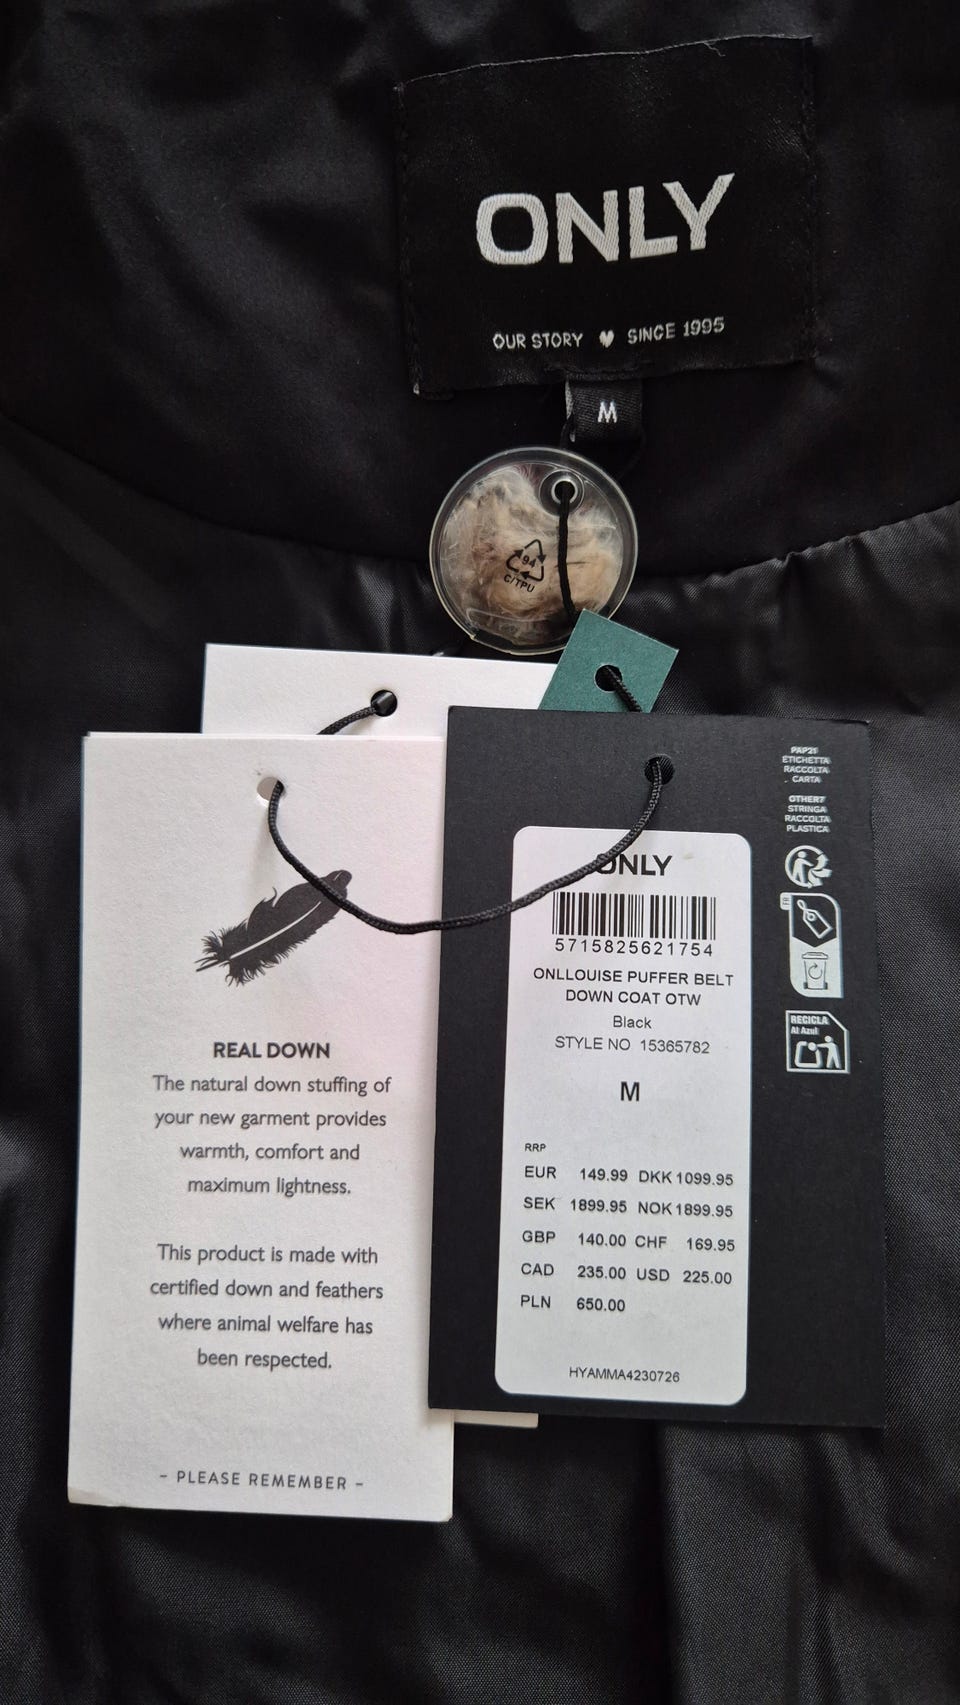 ONLY
OUR STORY ♥ SINCE 1995
M
94
C/TPU
REAL DOWN
The natural down stuffing of
your new garment provides
warmth, comfort and
maximum lightness.
This product is made with
certified down and feathers
where animal welfare has
been respected.
- PLEASE REMEMBER -
PAP21
ETICHETTA
RACCOLTA
CARTA
OTHER7
STRINGA
RACCOLTA
PLASTICA
FR
RECICLA
Al Azul
ONLY
5715825621754
ONLLOUISE PUFFER BELT
DOWN COAT OTW
Black
STYLE NO 15365782
M
RRP
EUR 149.99 DKK 1099.95
SEK 1899.95 NOK 1899.95
GBP 140.00 CHF 169.95
CAD 235.00 USD 225.00
PLN 650.00
HYAMMA4230726